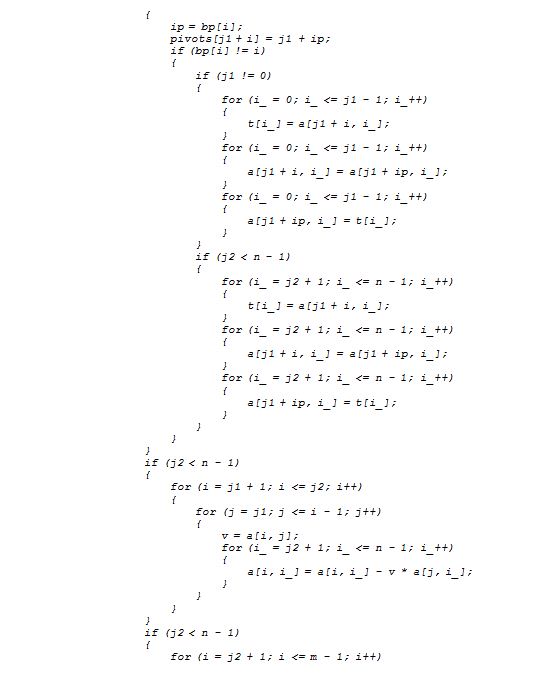 {
ip = bp[i];
pivots[j1 + i] = j1 + ip;
if (bp[i] != i)
{
if (j1 != 0)
{
for (i_ = 0; i_ <= j1 - 1; i_++)
{
t[i_] = a[j1 + i, i_];
}
for (i_ = 0; i_ <= j1 - 1; i_++)
{
a[j1 + i, i_] = a[j1 + ip, i_];
}
for (i_ = 0; i_ <= j1 - 1; i_++)
{
a[j1 + ip, i_] = t[i_];
}
}
if (j2 < n - 1)
{
for (i_ = j2 + 1; i_ <= n - 1; i_++)
{
t[i_] = a[j1 + i, i_];
}
for (i_ = j2 + 1; i_ <= n - 1; i_++)
{
a[j1 + i, i_] = a[j1 + ip, i_];
}
for (i_ = j2 + 1; i_ <= n - 1; i_++)
{
a[j1 + ip, i_] = t[i_];
}
}
}
}
if (j2 < n - 1)
{
for (i = j1 + 1; i <= j2; i++)
{
for (j = j1; j <= i - 1; j++)
{
v = a[i, j];
for (i_ = j2 + 1; i_ <= n - 1; i_++)
{
a[i, i_] = a[i, i_] - v * a[j, i_];
}
}
}
}
if (j2 < n - 1)
{
for (i = j2 + 1; i <= m - 1; i++)